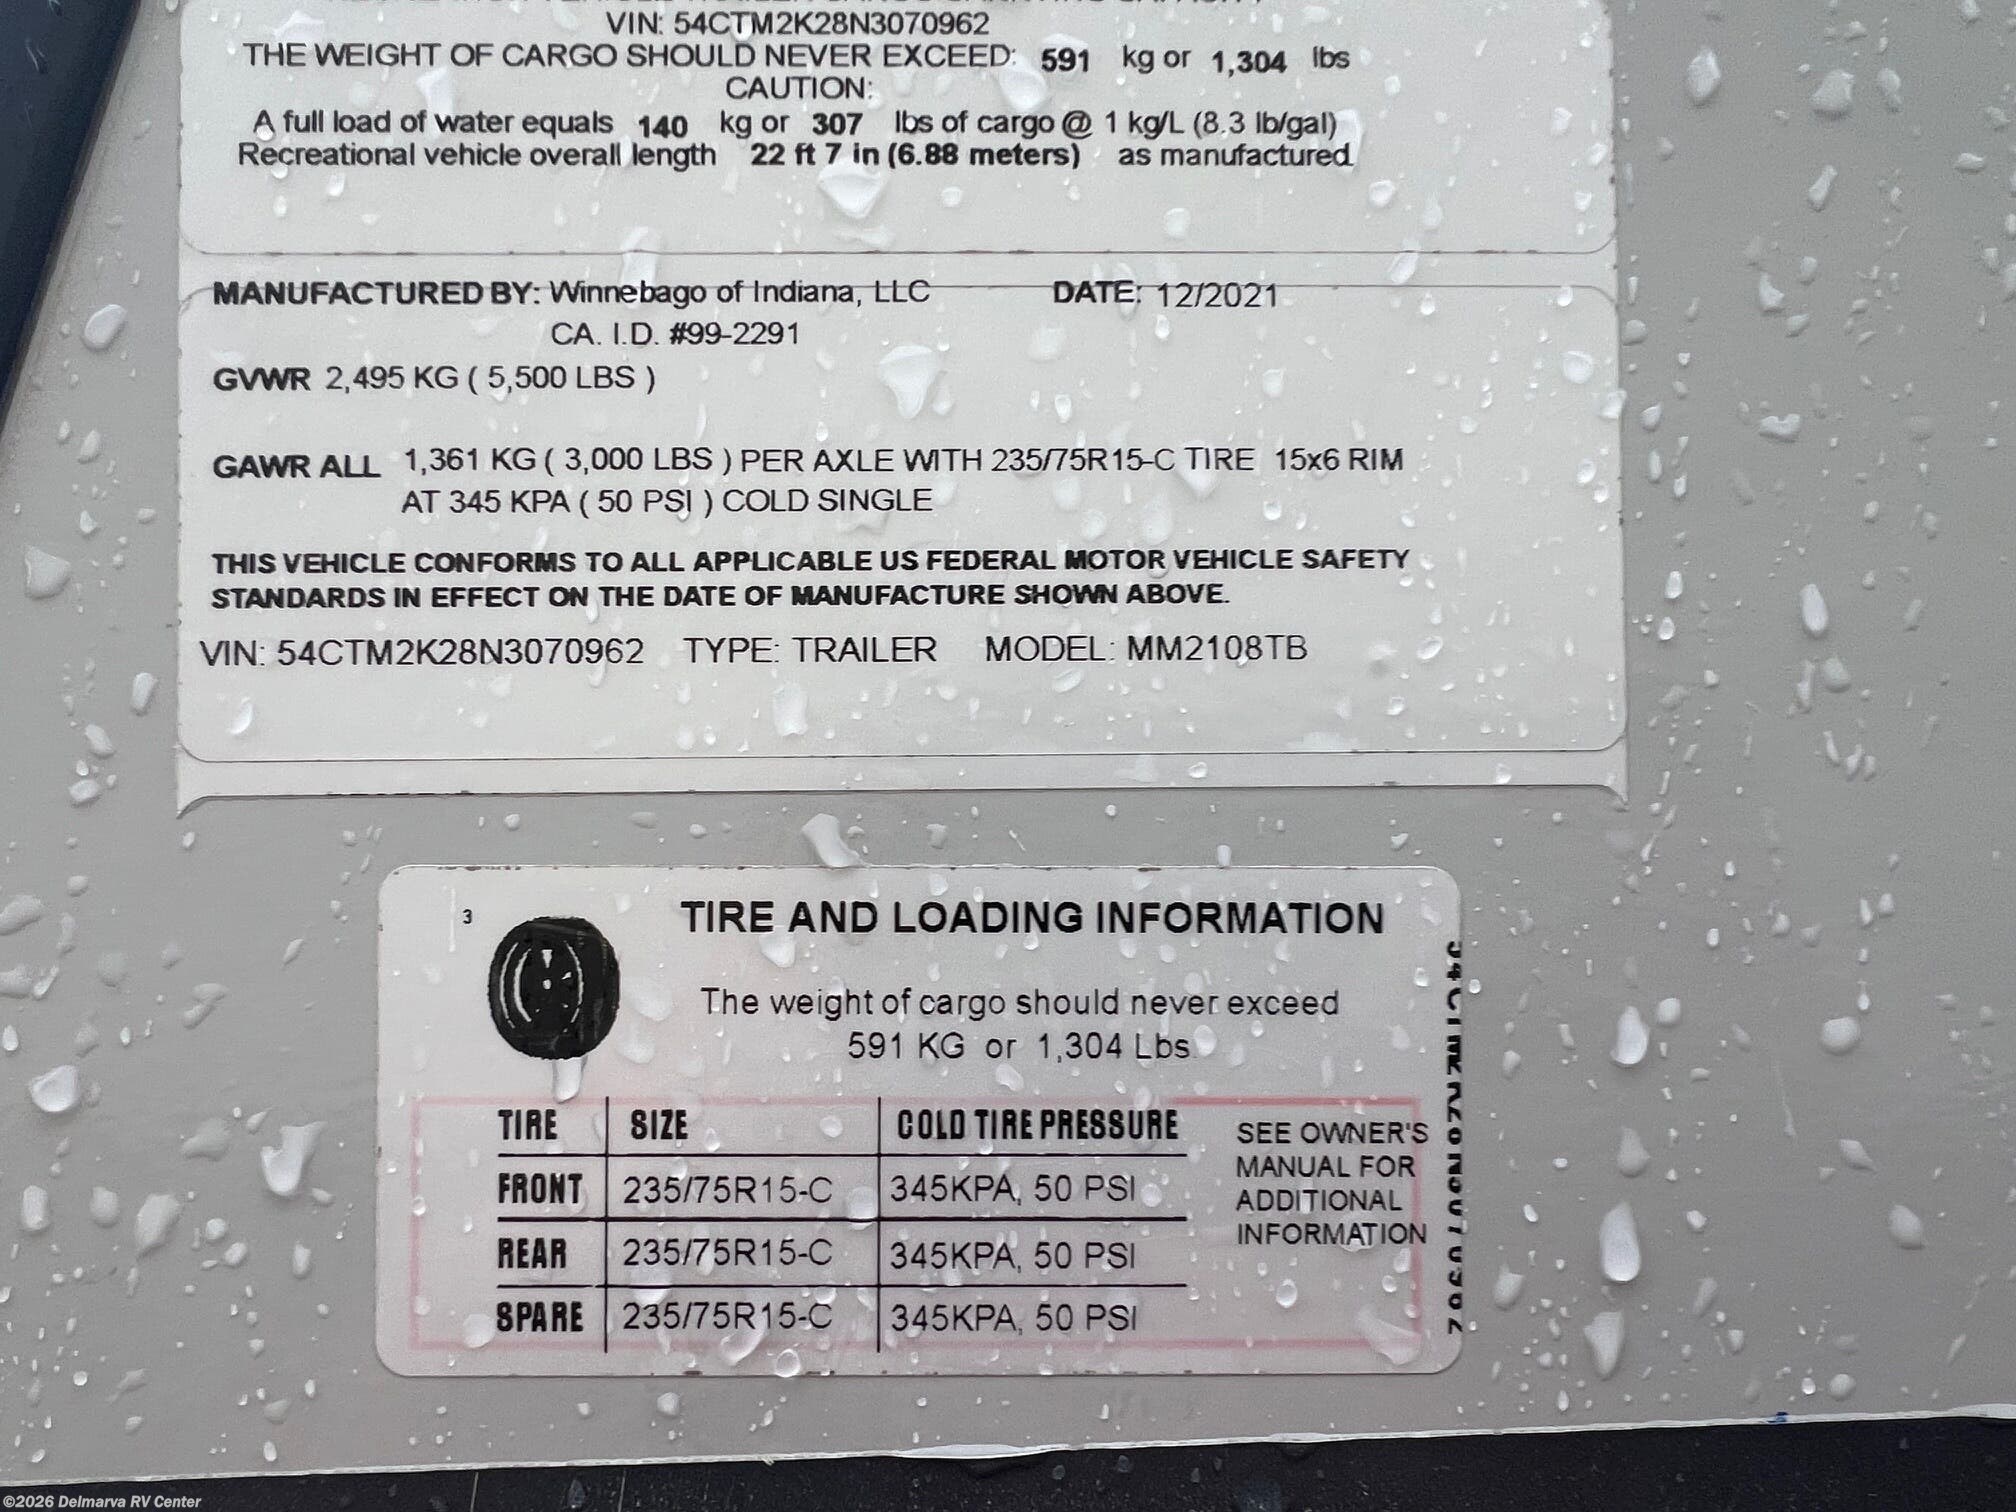 VIN: 54CTM2K28N3070962
THE WEIGHT OF CARGO SHOULD NEVER EXCEED: 591 kg or 1,304 lbs
CAUTION:
A full load of water equals 140 kg or 307 lbs of cargo @ 1 kg/L (8.3 lb/gal)
Recreational vehicle overall length 22 ft 7 in (6.88 meters) as manufactured
MANUFACTURED BY: Winnebago of Indiana, LLC DATE: 12/2021
CA. I.D. #99-2291
GVWR 2,495 KG ( 5,500 LBS )
GAWR ALL 1,361 KG ( 3,000 LBS ) PER AXLE WITH 235/75R15-C TIRE 15x6 RIM
AT 345 KPA ( 50 PSI ) COLD SINGLE
THIS VEHICLE CONFORMS TO ALL APPLICABLE US FEDERAL MOTOR VEHICLE SAFETY
STANDARDS IN EFFECT ON THE DATE OF MANUFACTURE SHOWN ABOVE.
VIN: 54CTM2K28N3070962 TYPE: TRAILER MODEL: MM2108TB
3
TIRE AND LOADING INFORMATION
The weight of cargo should never exceed
591 KG or 1,304 Lbs.
TIRE SIZE COLD TIRE PRESSURE
FRONT 235/75R15-C 345KPA, 50 PSI
REAR 235/75R15-C 345KPA, 50 PSI
SPARE 235/75R15-C 345KPA, 50 PSI
SEE OWNER'S
MANUAL FOR
ADDITIONAL
INFORMATION
©2026 Delmarva RV Center